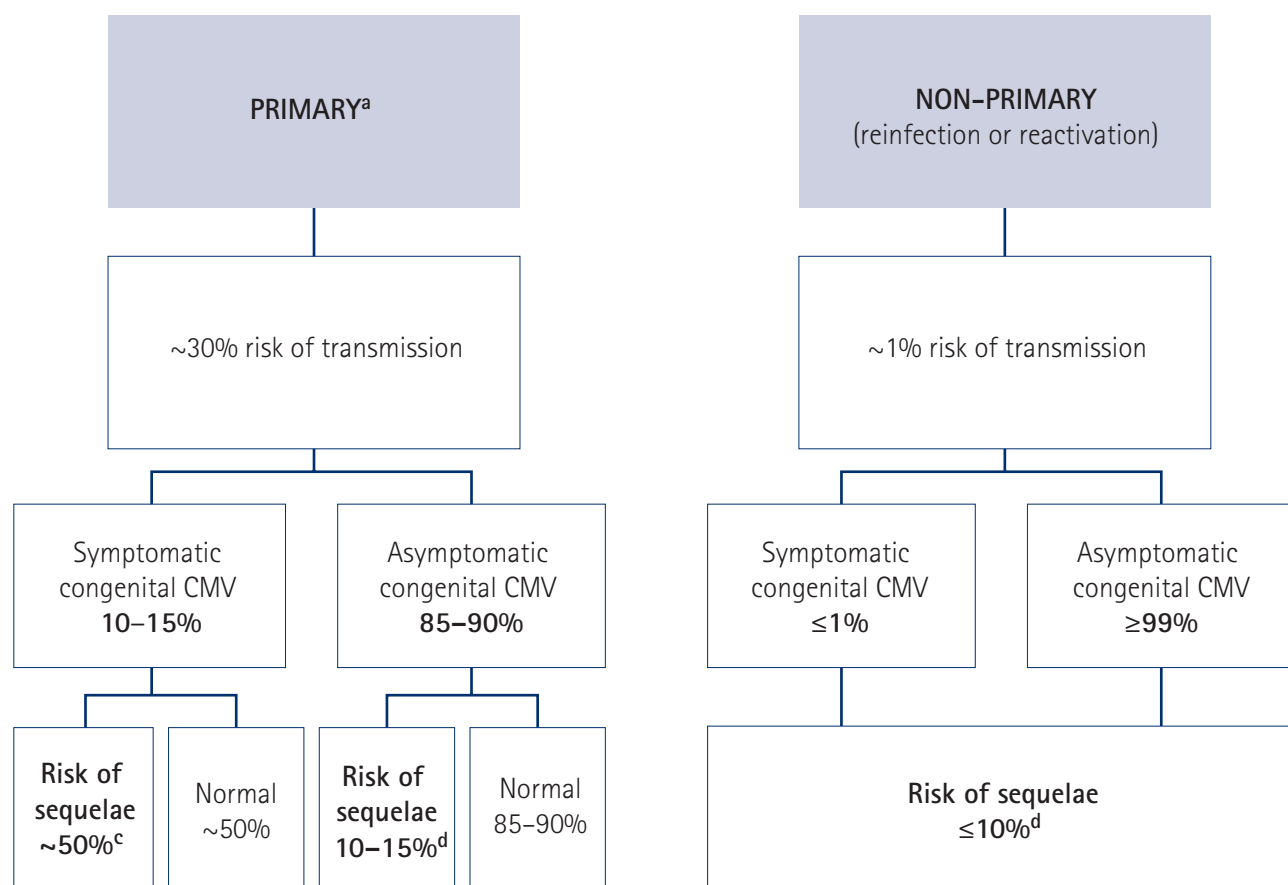 PRIMARYa
NON–PRIMARY
(reinfection or reactivation)
~30% risk of transmission
~1% risk of transmission
Symptomatic
congenital CMV
10–15%
Asymptomatic
congenital CMV
85–90%
Symptomatic
congenital CMV
≤1%
Asymptomatic
congenital CMV
≥99%
Risk of
sequelae
~50%c
Normal
~50%
Risk of
sequelae
10–15%d
Normal
85–90%
Risk of sequelae
≤10%d